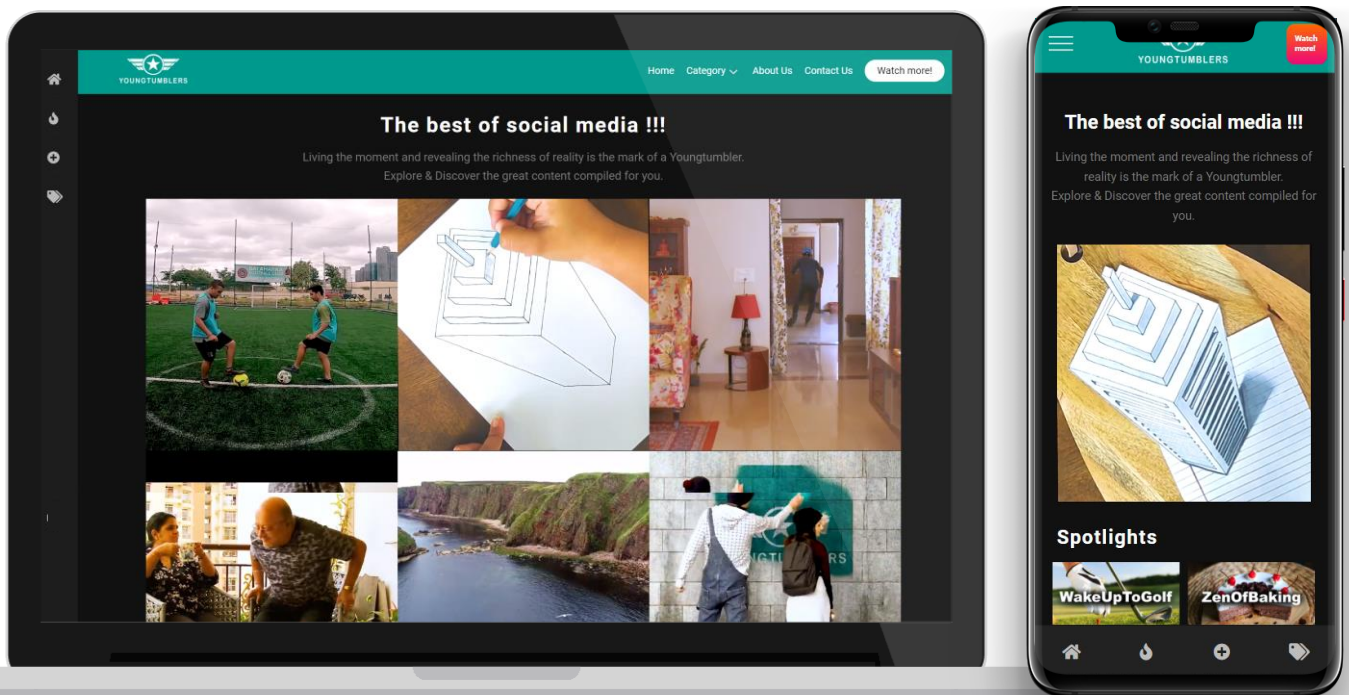 YOUNGTUMBLERS
Home Category About Us Contact Us Watch more!
The best of social media !!!
Living the moment and revealing the richness of reality is the mark of a Youngtumbler.
Explore & Discover the great content compiled for you.
YOUNGTUMBLERS
Watch
more!
The best of social media !!!
Living the moment and revealing the richness of
reality is the mark of a Youngtumbler.
Explore & Discover the great content compiled for
you.
Spotlights
WakeUpToGolf ZenOfBaking